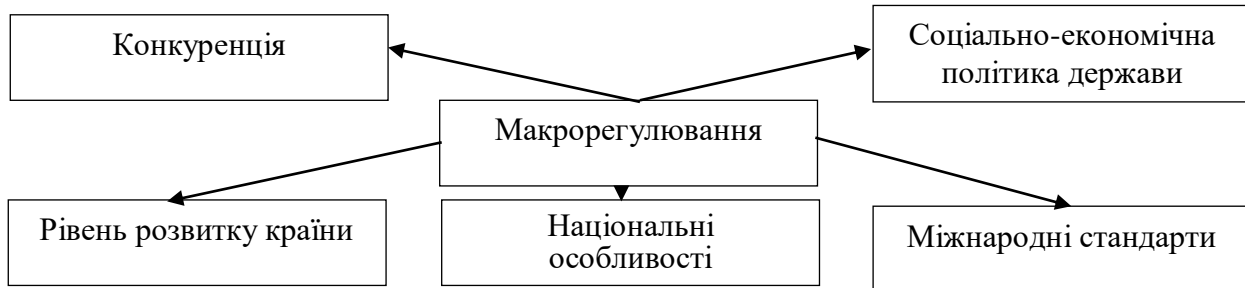 Конкуренція
Соціально-економічна
політика держави
Макрорегулювання
Рівень розвитку країни
Національні
особливості
Міжнародні стандарти